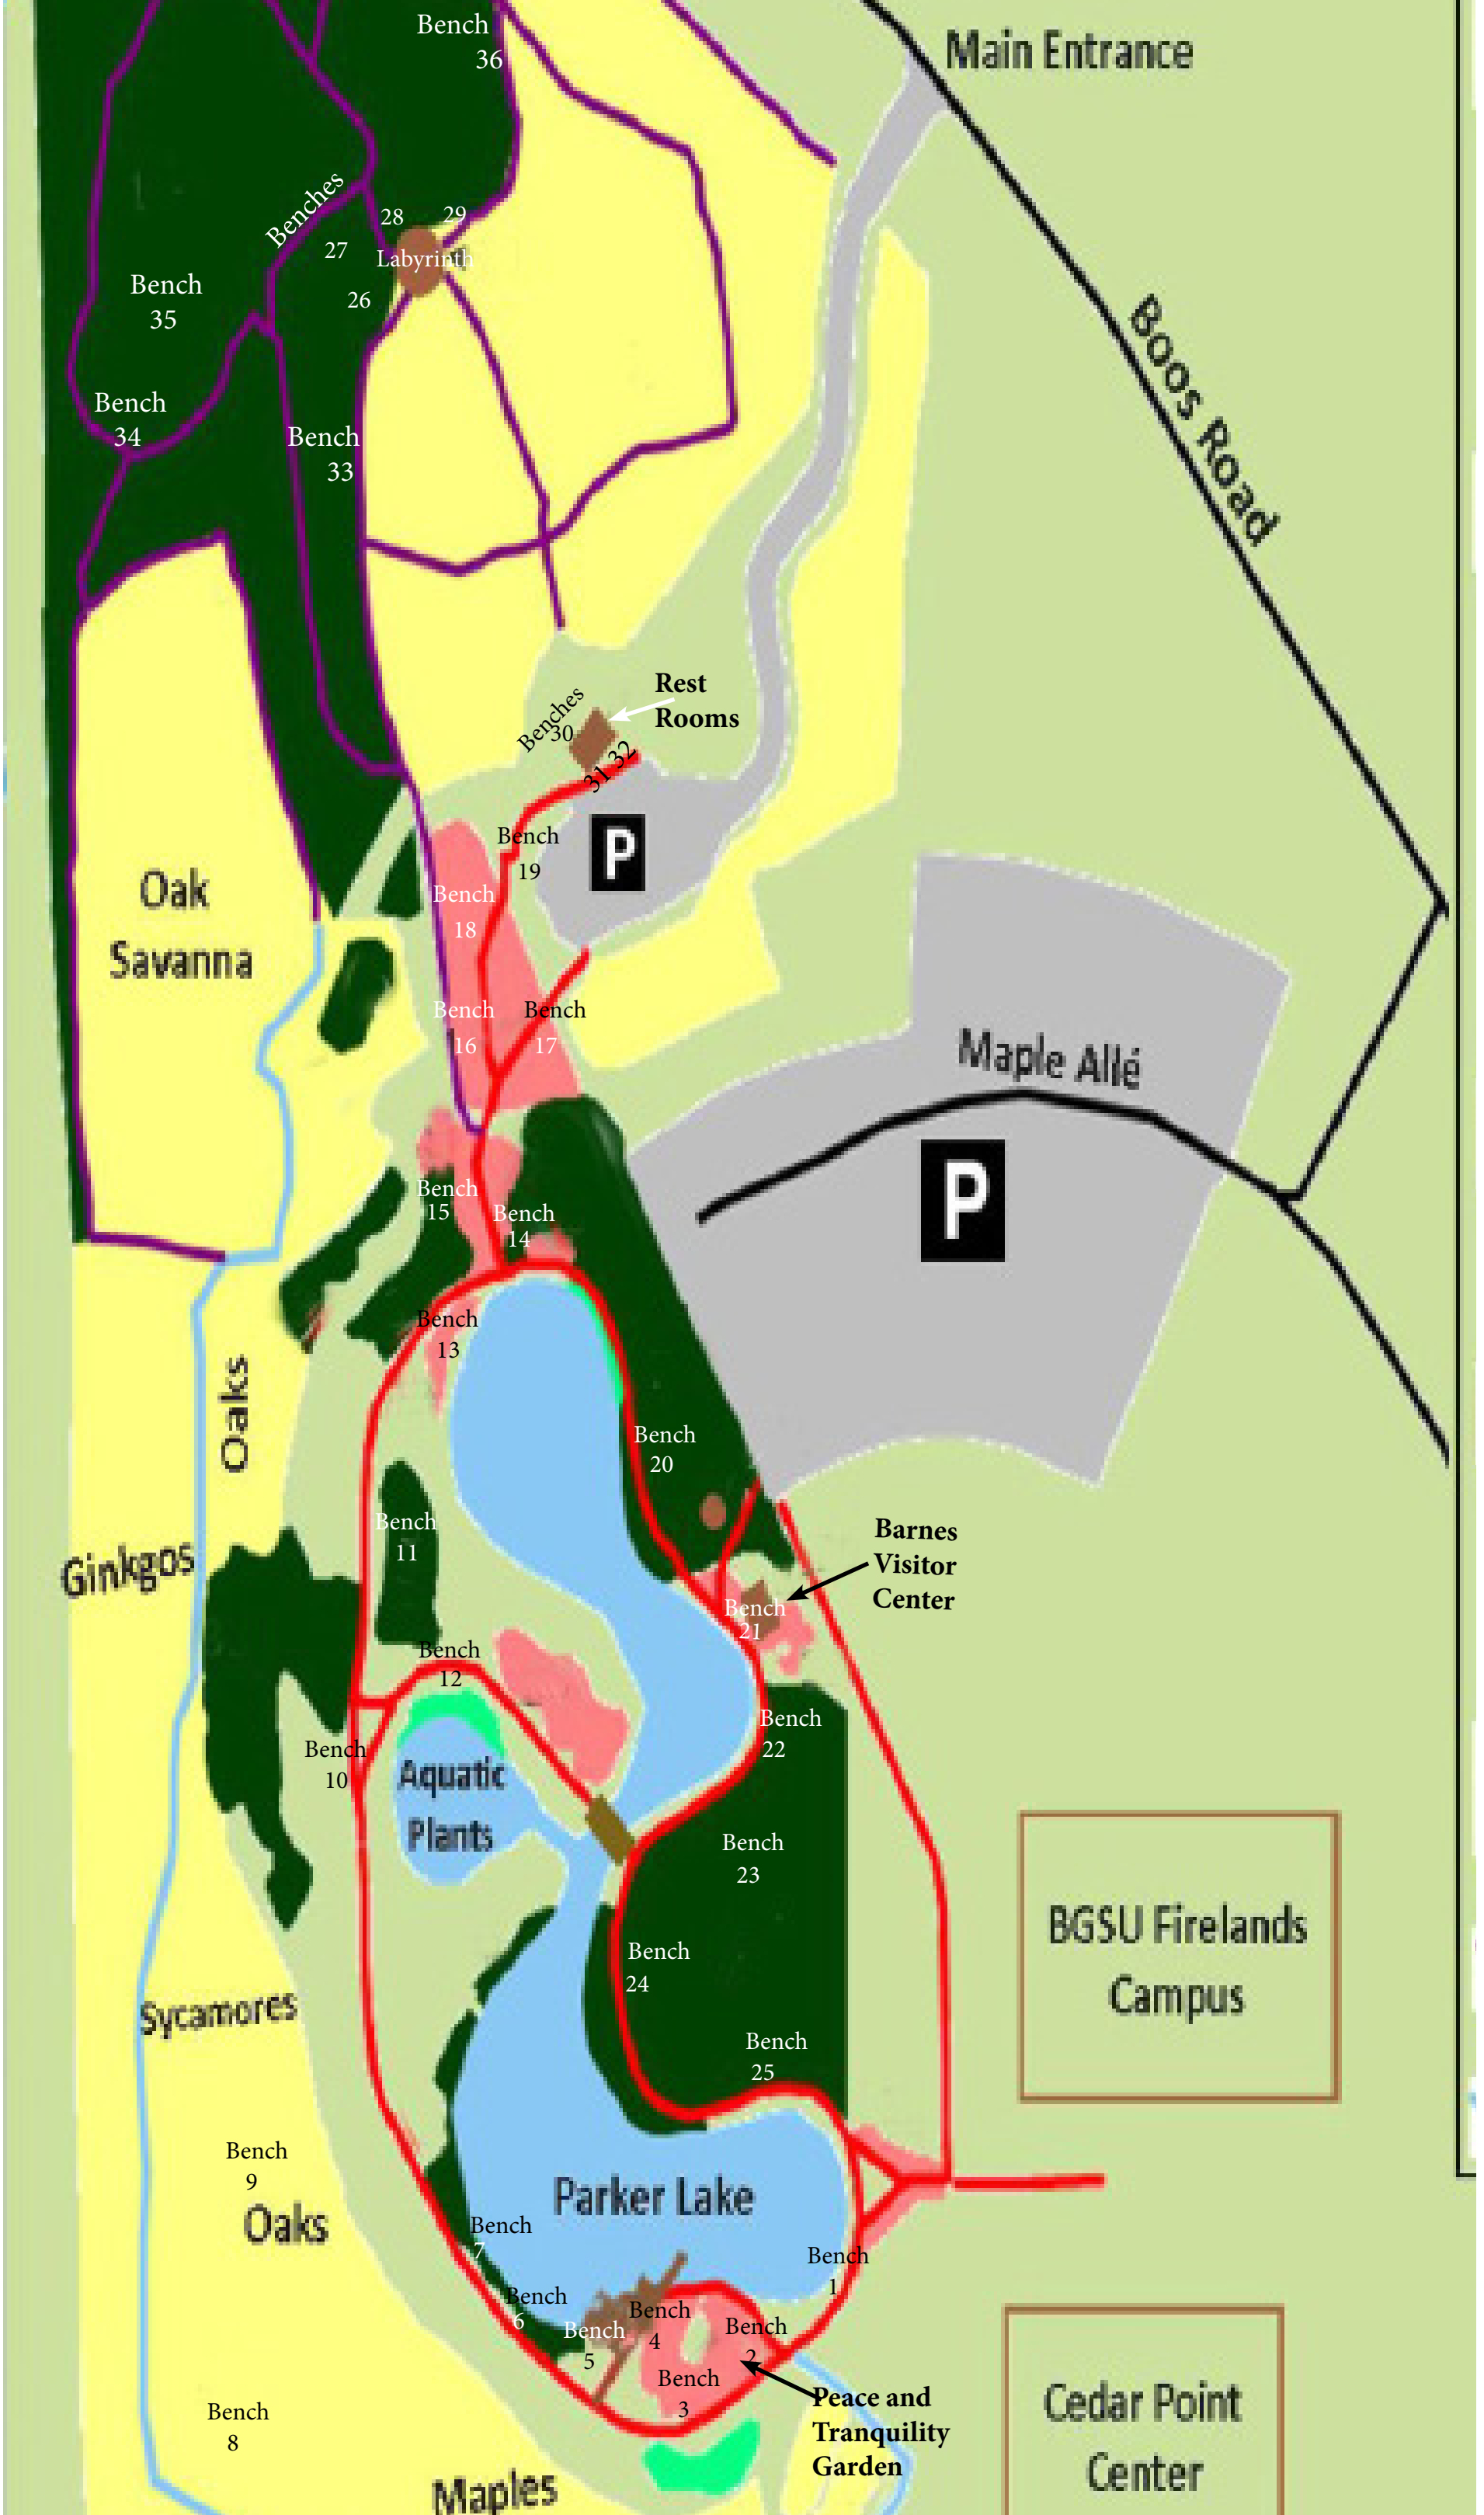 Bench
36
Main Entrance
Benches
28
29
27
Labyrinth
26
Bench
35
Boos Road
Bench
34
Bench
33
Rest
Rooms
Benches
30
31 32
P
Bench
19
Oak
Savanna
Bench
18
Bench
16
Bench
17
Maple Allé
P
Bench
15
Bench
14
Bench
13
Oaks
Bench
20
Bench
11
Ginkgos
Barnes
Visitor
Center
Bench
21
Bench
12
Bench
22
Bench
10
Aquatic
Plants
Bench
23
BGSU Firelands
Campus
Bench
24
Sycamores
Bench
25
Bench
9
Oaks
Parker Lake
Bench
7
Bench
1
Bench
6
Bench
5
Bench
4
Bench
2
Bench
3
Peace and
Tranquility
Garden
Cedar Point
Center
Bench
8
Maples